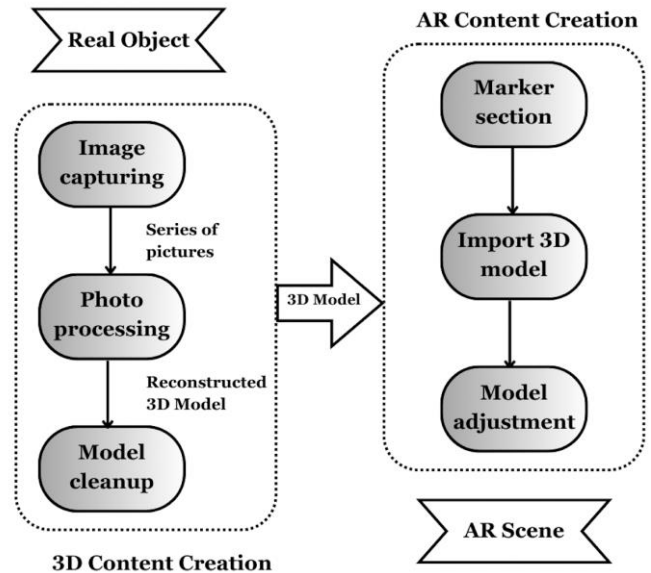 Real Object
Image
capturing
Series of
pictures
Photo
processing
Reconstructed
3D Model
Model
cleanup
3D Content Creation
3D Model
AR Content Creation
Marker
section
Import 3D
model
Model
adjustment
AR Scene